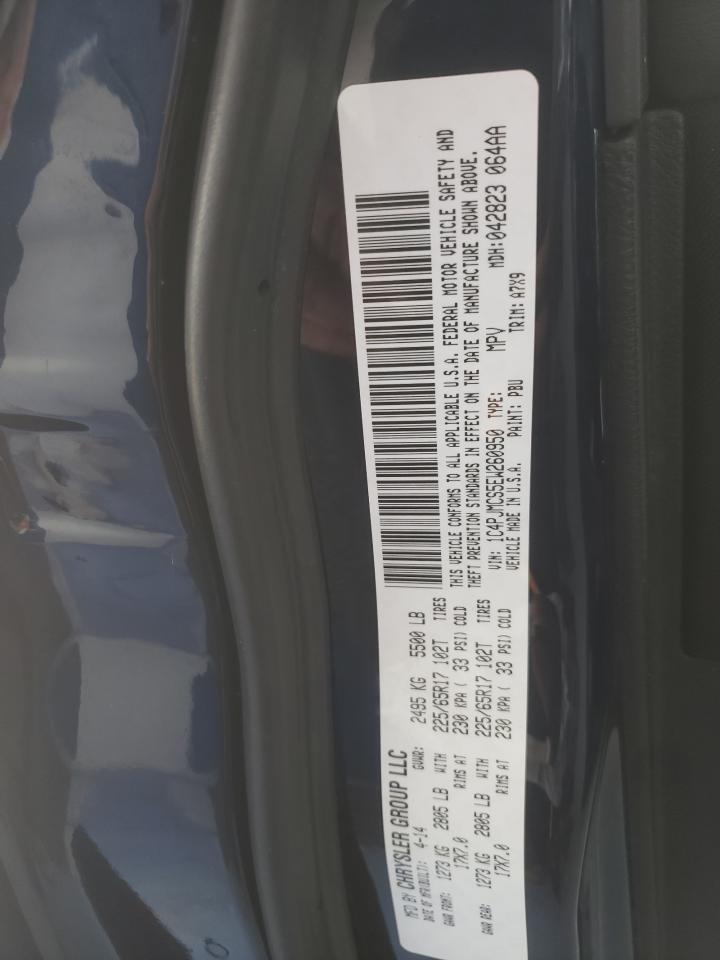 MFD BY CHRYSLER GROUP LLC
DATE OF MFR(BUILT): 4-14 GVWR: 2495 KG 5500 LB
GAWR FRONT: 1273 KG 2805 LB WITH 225/65R17 102T TIRES
17X7.0 RIMS AT 230 KPA ( 33 PSI) COLD
GAWR REAR: 1273 KG 2805 LB WITH 225/65R17 102T TIRES
17X7.0 RIMS AT 230 KPA ( 33 PSI) COLD
THIS VEHICLE CONFORMS TO ALL APPLICABLE U.S.A. FEDERAL MOTOR VEHICLE SAFETY AND
THEFT PREVENTION STANDARDS IN EFFECT ON THE DATE OF MANUFACTURE SHOWN ABOVE.
VIN: 1C4PJMCS5EW260950 TYPE: MPV MDH:042823 064AA
VEHICLE MADE IN U.S.A. PAINT: PBU TRIM: A7X9